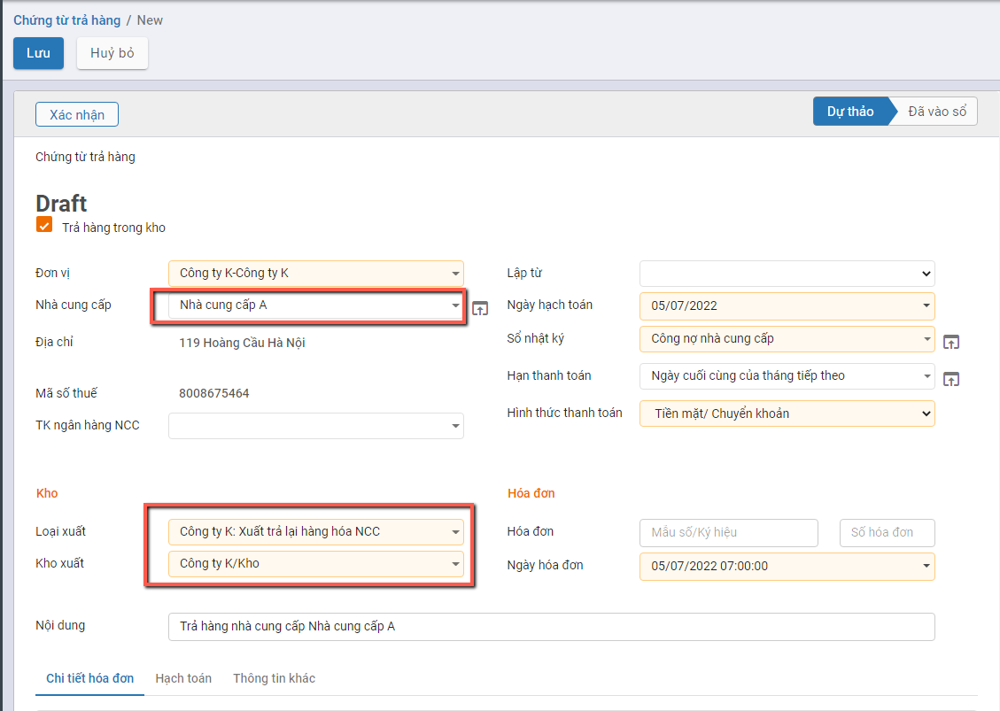 Chứng từ trả hàng / New
Lưu Huỷ bỏ
Xác nhận Dự thảo Đã vào sổ
Chứng từ trả hàng
Draft
Trả hàng trong kho
Đơn vị Công ty K-Công ty K Lập từ
Nhà cung cấp Nhà cung cấp A Ngày hạch toán 05/07/2022
Địa chỉ 119 Hoàng Cầu Hà Nội Sổ nhật ký Công nợ nhà cung cấp
Hạn thanh toán Ngày cuối cùng của tháng tiếp theo
Mã số thuế 8008675464
Hình thức thanh toán Tiền mặt/ Chuyển khoản
TK ngân hàng NCC
Kho Hóa đơn
Loại xuất Công ty K: Xuất trả lại hàng hóa NCC Hóa đơn Mẫu số/Ký hiệu Số hóa đơn
Kho xuất Công ty K/Kho Ngày hóa đơn 05/07/2022 07:00:00
Nội dung Trả hàng nhà cung cấp Nhà cung cấp A
Chi tiết hóa đơn Hạch toán Thông tin khác